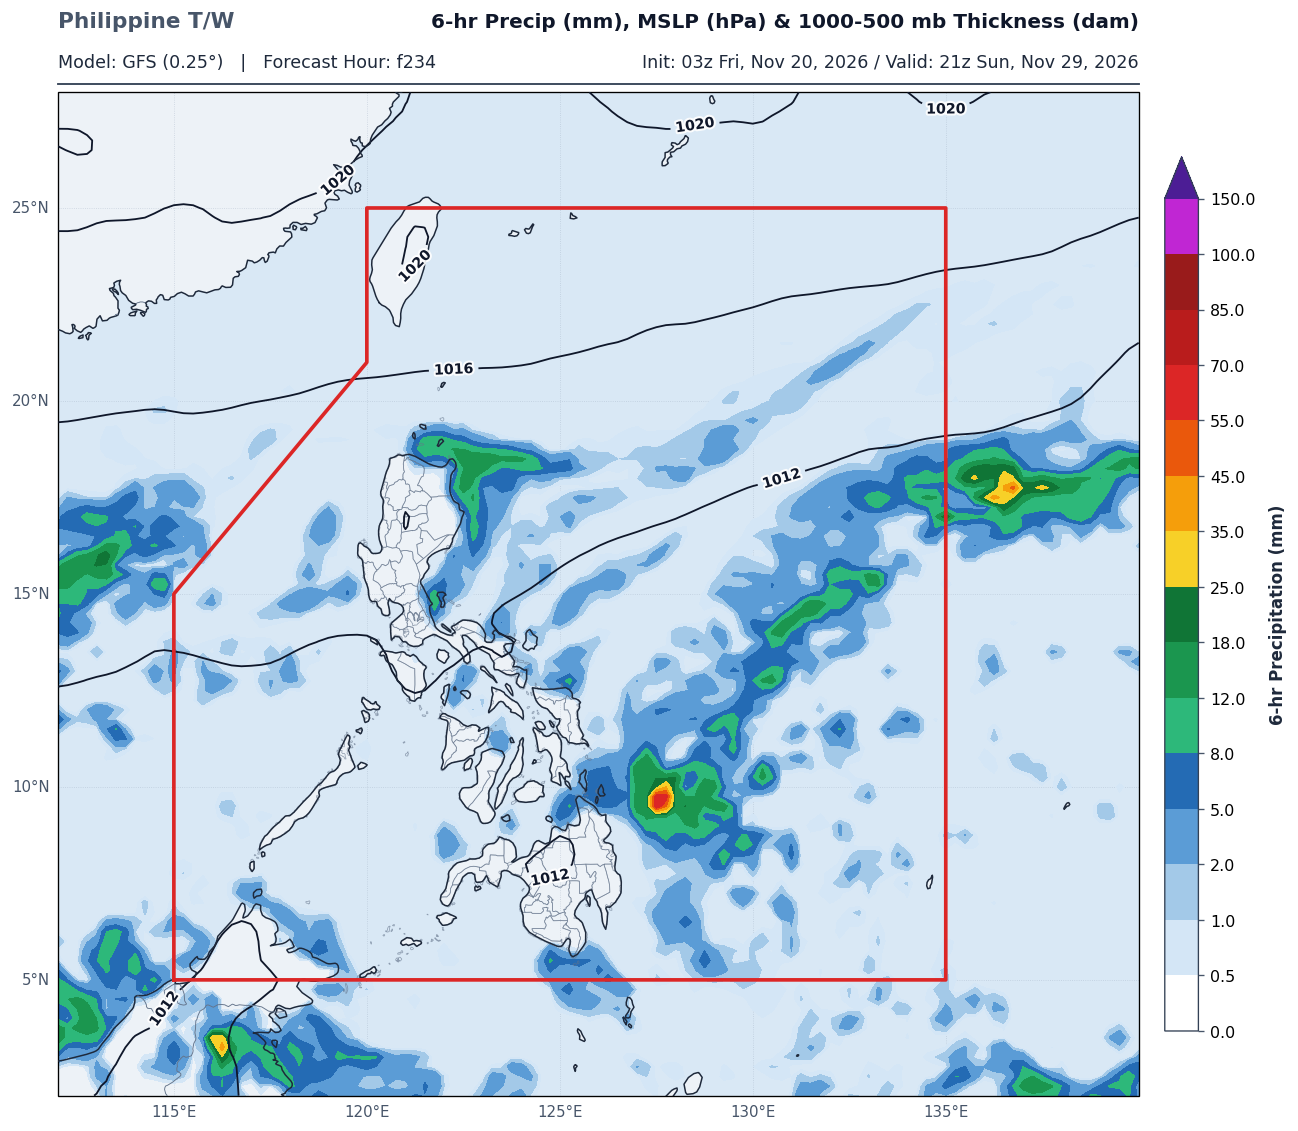 Philippine T/W
6-hr Precip (mm), MSLP (hPa) & 1000-500 mb Thickness (dam)
Model: GFS (0.25°) | Forecast Hour: f234
Init: 03z Fri, Nov 20, 2026 / Valid: 21z Sun, Nov 29, 2026
1020
1020
1020
1020
1016
1012
1012
1012
25°N
20°N
15°N
10°N
5°N
115°E
120°E
125°E
130°E
135°E
150.0
100.0
85.0
70.0
55.0
45.0
35.0
25.0
18.0
12.0
8.0
5.0
2.0
1.0
0.5
0.0
6-hr Precipitation (mm)